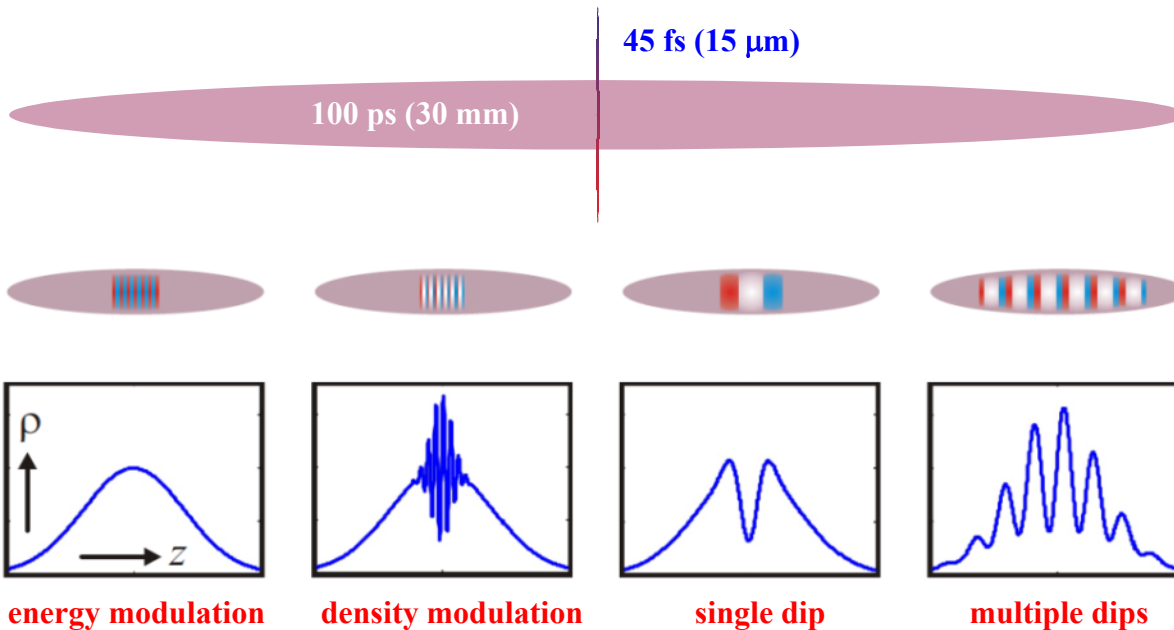 45 fs (15 μm)
100 ps (30 mm)
ρ
z
energy modulation
density modulation
single dip
multiple dips